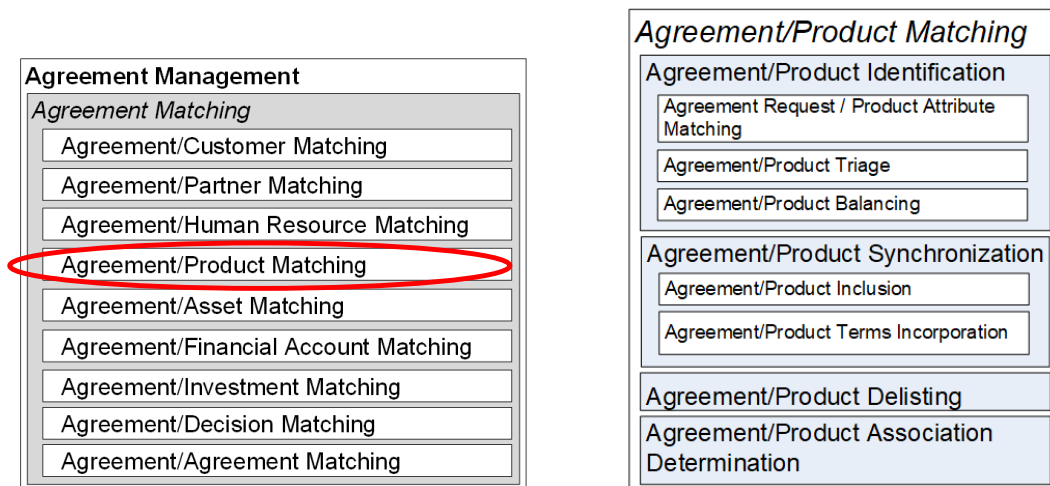 Agreement Management
Agreement Matching
Agreement/Customer Matching
Agreement/Partner Matching
Agreement/Human Resource Matching
Agreement/Product Matching
Agreement/Asset Matching
Agreement/Financial Account Matching
Agreement/Investment Matching
Agreement/Decision Matching
Agreement/Agreement Matching
Agreement/Product Matching
Agreement/Product Identification
Agreement Request / Product Attribute
Matching
Agreement/Product Triage
Agreement/Product Balancing
Agreement/Product Synchronization
Agreement/Product Inclusion
Agreement/Product Terms Incorporation
Agreement/Product Delisting
Agreement/Product Association
Determination